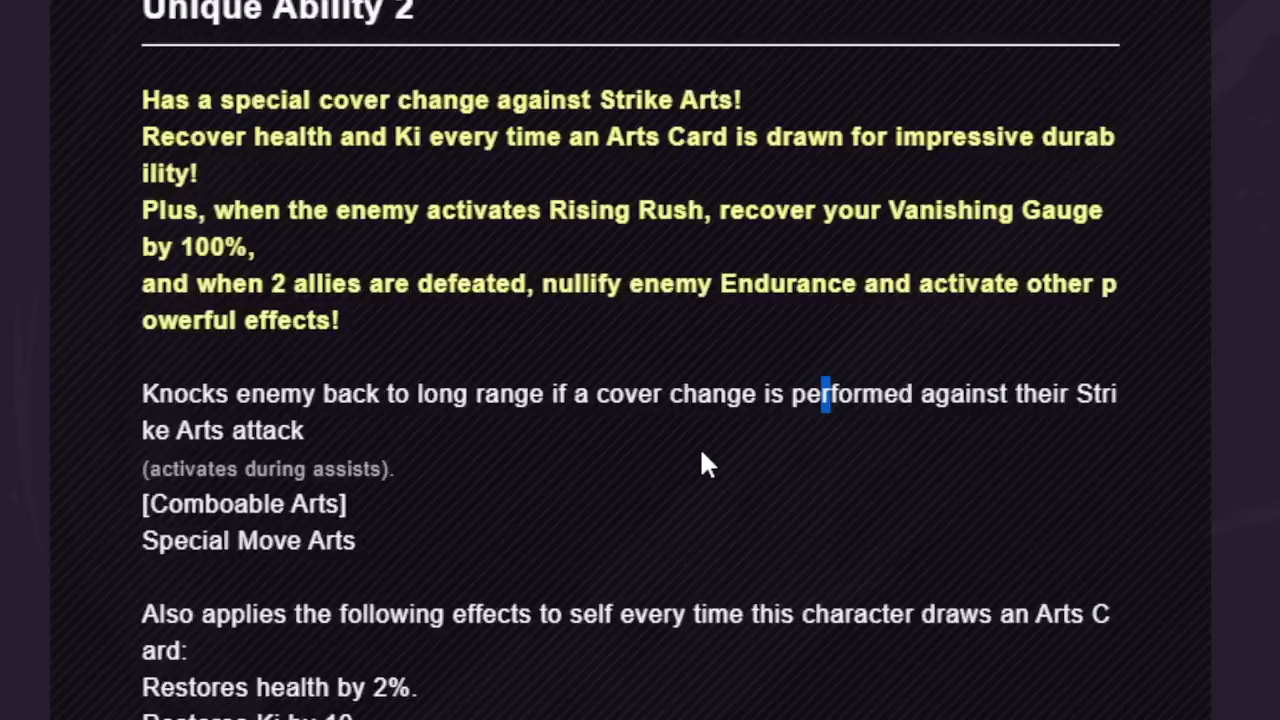 Unique Ability 2
Has a special cover change against Strike Arts!
Recover health and Ki every time an Arts Card is drawn for impressive durab
ility!
Plus, when the enemy activates Rising Rush, recover your Vanishing Gauge
by 100%,
and when 2 allies are defeated, nullify enemy Endurance and activate other p
owerful effects!
Knocks enemy back to long range if a cover change is performed against their Stri
ke Arts attack
(activates during assists).
[Comboable Arts]
Special Move Arts
Also applies the following effects to self every time this character draws an Arts C
ard:
Restores health by 2%.
Restores Ki by 10